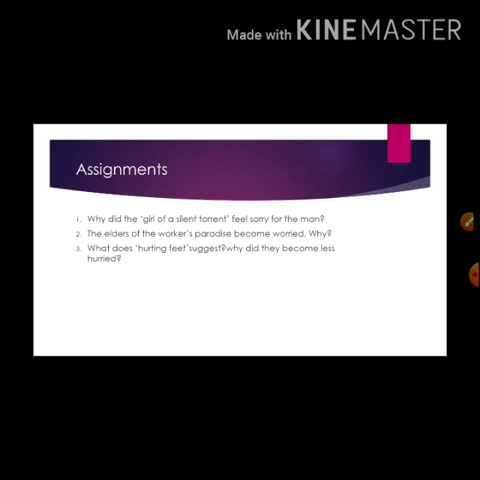 Made with KINEMASTER
Assignments
1. Why did the ‘girl of a silent torrent’ feel sorry for the man?
2. The elders of the worker’s paradise become worried. Why?
3. What does ‘hurting feet’suggest?why did they become less
hurried?